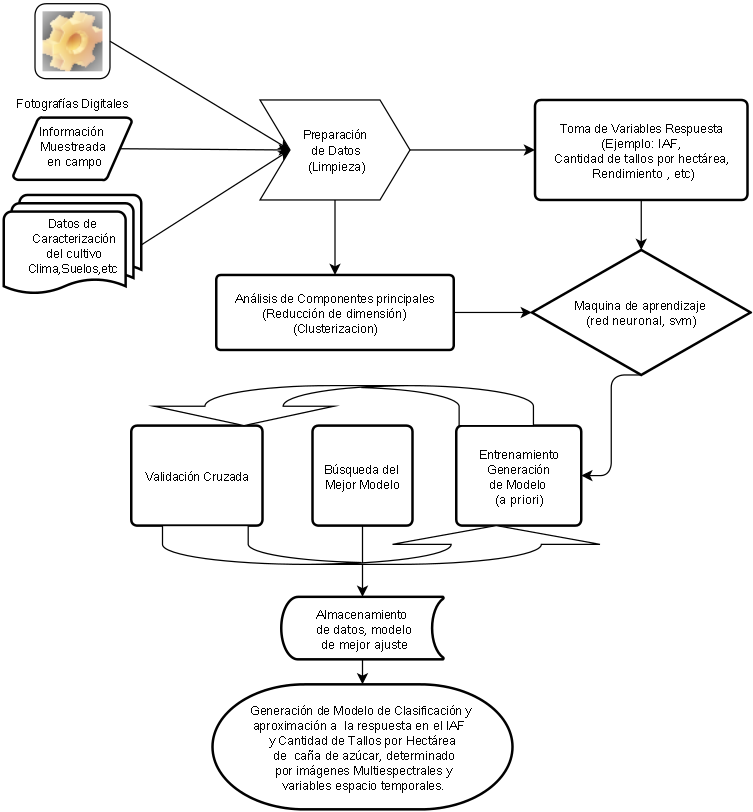 Fotografías Digitales
Información
Muestreada
en campo
Datos de
Caracterización
del cultivo
Clima,Suelos,etc
Preparación
de Datos
(Limpieza)
Toma de Variables Respuesta
(Ejemplo: IAF,
Cantidad de tallos por hectárea,
Rendimiento , etc)
Análisis de Componentes principales
(Reducción de dimensión)
(Clusterizacion)
Maquina de aprendizaje
(red neuronal, svm)
Validación Cruzada
Búsqueda del
Mejor Modelo
Entrenamiento
Generación
de Modelo
(a priori)
Almacenamiento
de datos, modelo
de mejor ajuste
Generación de Modelo de Clasificación y
aproximación a la respuesta en el IAF
y Cantidad de Tallos por Hectárea
de caña de azúcar, determinado
por imágenes Multiespectrales y
variables espacio temporales.